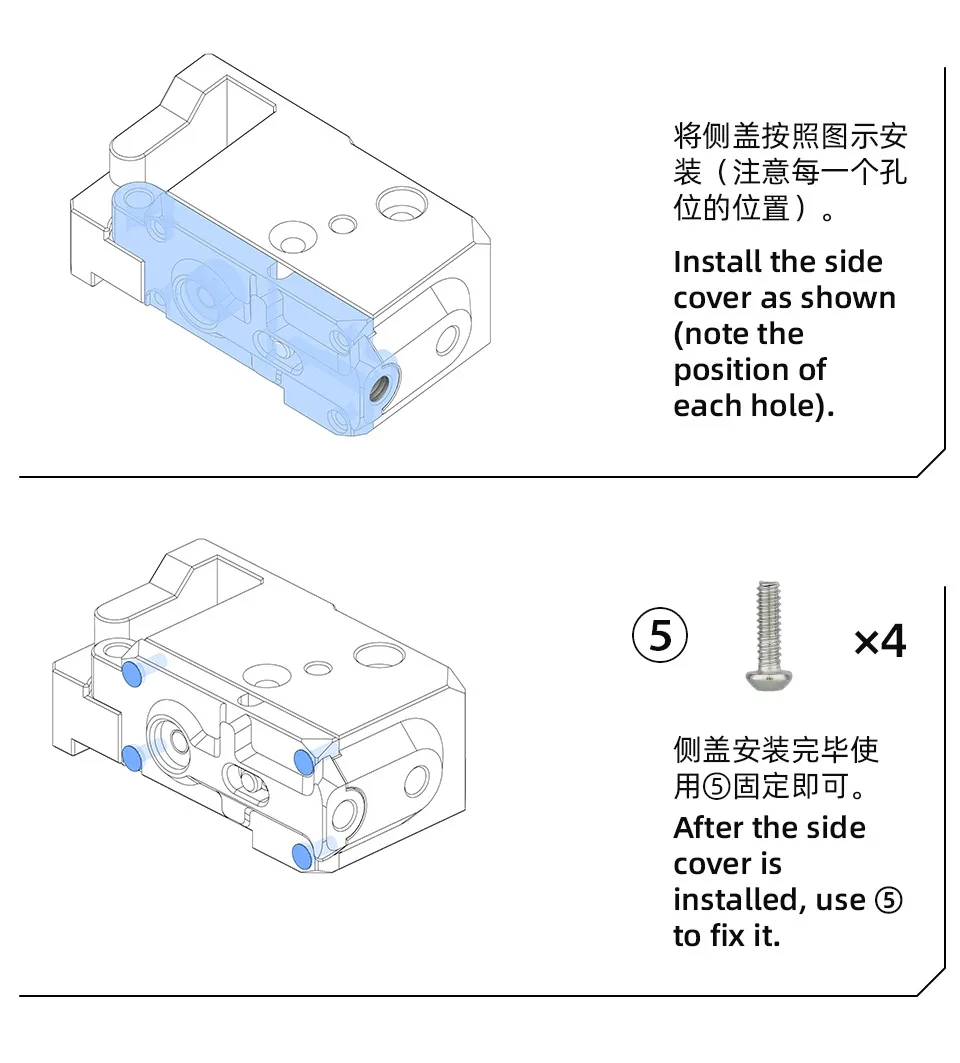 将侧盖按照图示安
装（注意每一个孔
位的位置）。
Install the side
cover as shown
(note the
position of
each hole).
⑤ ×4
侧盖安装完毕使
用⑤固定即可。
After the side
cover is
installed, use ⑤
to fix it.